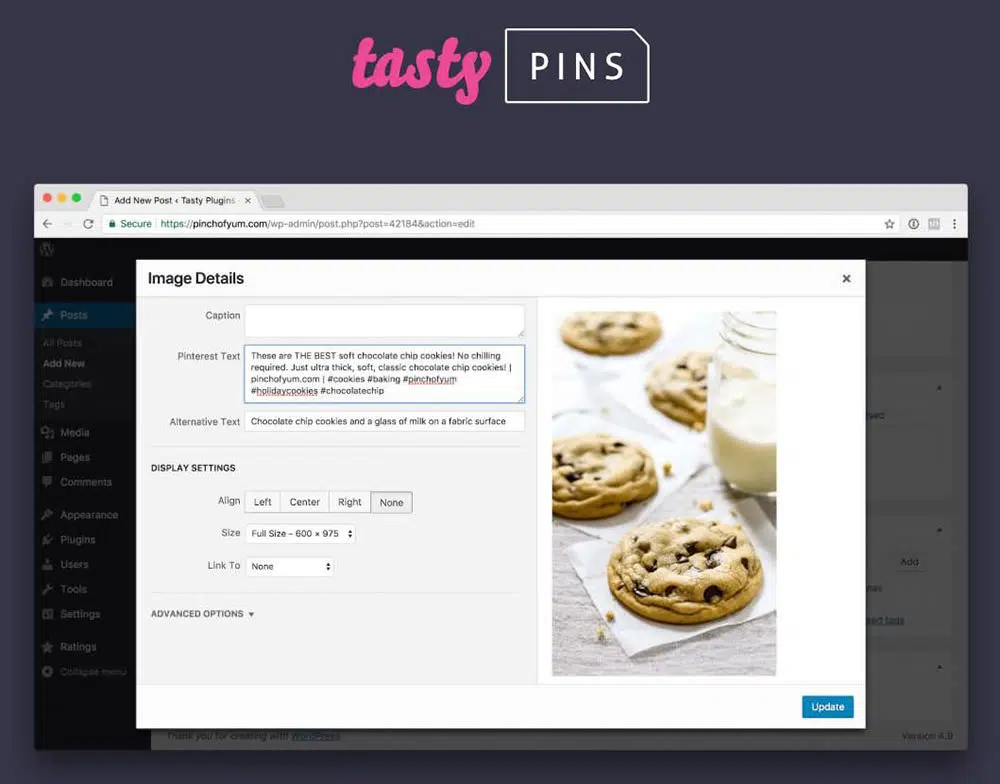 tasty PINS
Add New Post ‹ Tasty Plugins
Secure https://pinchofyum.com/wp-admin/post.php?post=42184&action=edit
Image Details
Dashboard
Posts
All Posts
Add New
Categories
Tags
Media
Pages
Comments
Appearance
Plugins
Users
Tools
Settings
Ratings
Collapse menu
Caption
Pinterest Text
These are THE BEST soft chocolate chip cookies! No chilling
required. Just ultra thick, soft, classic chocolate chip cookies! |
pinchofyum.com | #cookies #baking #pinchofyum
#holidaycookies #chocolatechip
Alternative Text
Chocolate chip cookies and a glass of milk on a fabric surface
DISPLAY SETTINGS
Align Left Center Right None
Size Full Size – 600 × 975
Link To None
ADVANCED OPTIONS
Add
Update
Thank you for creating with WordPress
Version 4.9